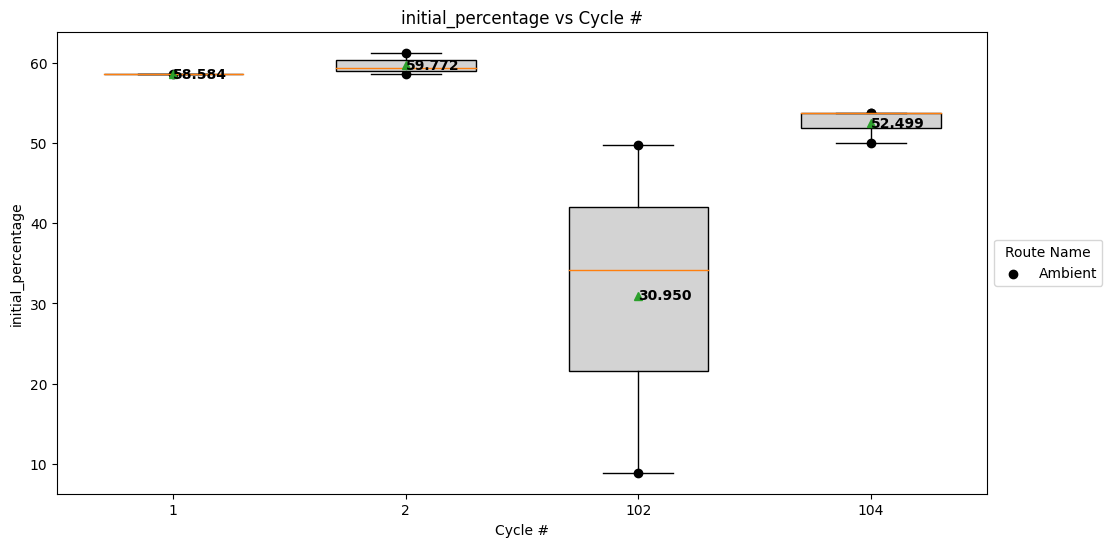 initial_percentage vs Cycle #
60
50
40
30
20
10
initial_percentage
58.584
59.772
30.950
52.499
1
2
102
104
Cycle #
Route Name
Ambient